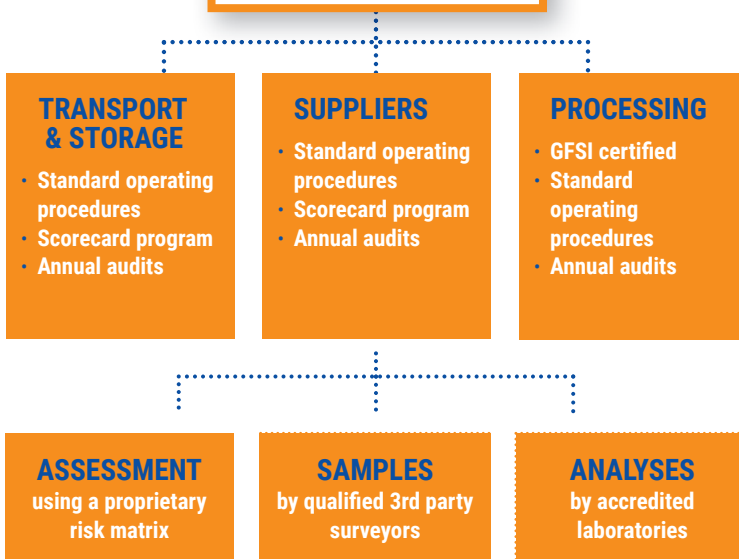 TRANSPORT
& STORAGE
· Standard operating
procedures
· Scorecard program
· Annual audits
SUPPLIERS
· Standard operating
procedures
· Scorecard program
· Annual audits
PROCESSING
· GFSI certified
· Standard
operating
procedures
· Annual audits
ASSESSMENT
using a proprietary
risk matrix
SAMPLES
by qualified 3rd party
surveyors
ANALYSES
by accredited
laboratories